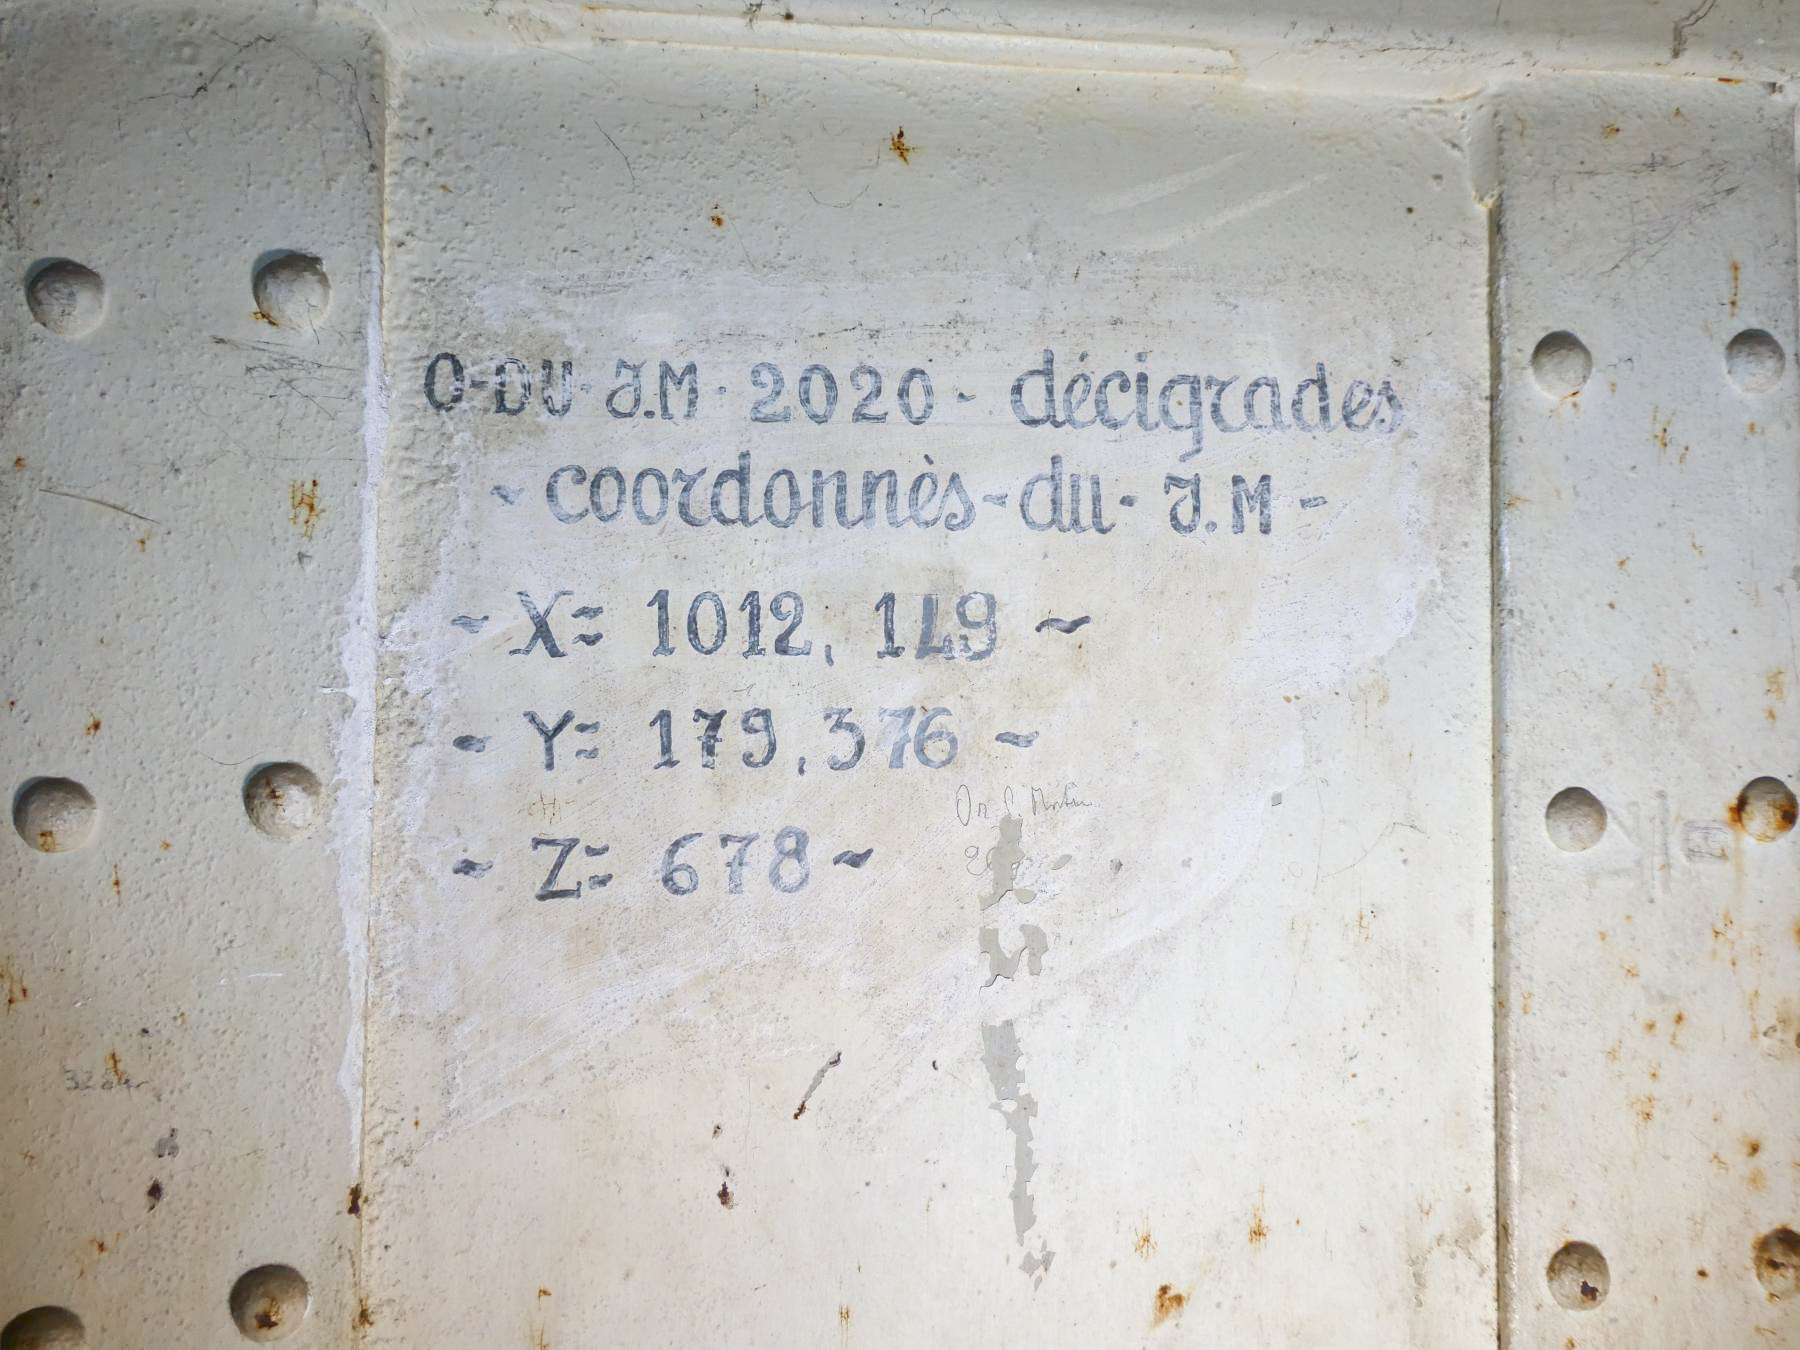 O-DU-J.M-2020- décigrades
~ coordonnès-du- J.M -
~ X= 1012, 149 ~
~ Y= 179,376 ~
~ Z= 678 ~